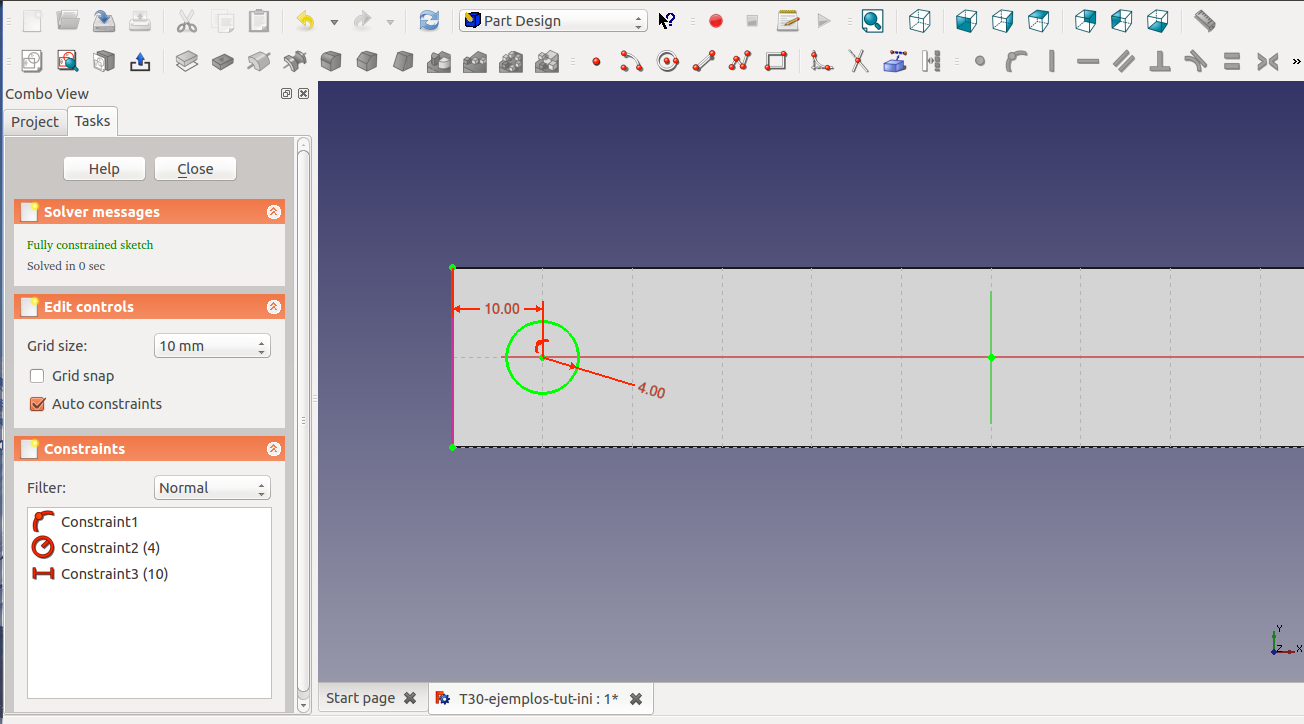 Part Design
Combo View
Project
Tasks
Help
Close
Solver messages
Fully constrained sketch
Solved in 0 sec
Edit controls
Grid size:
10 mm
Grid snap
Auto constraints
Constraints
Filter:
Normal
Constraint1
Constraint2 (4)
Constraint3 (10)
10.00
4.00
Y
Z
X
Start page
T30-ejemplos-tut-ini : 1*